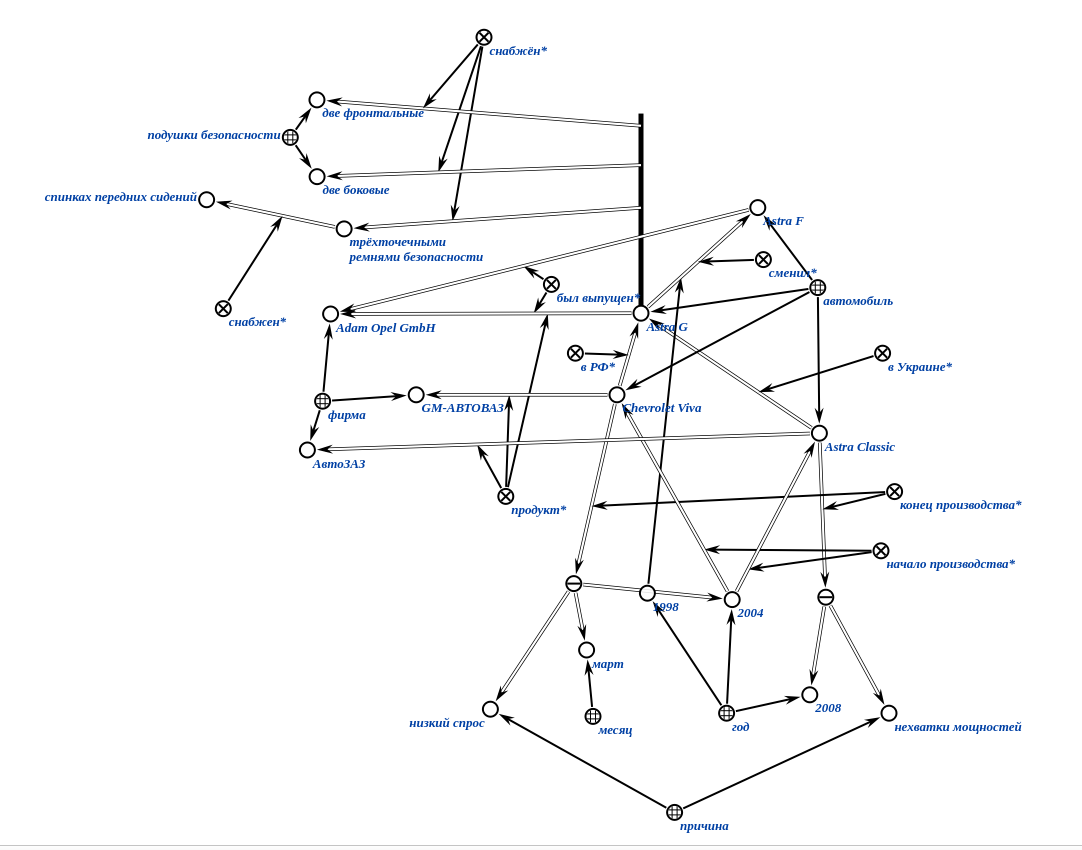 снабжён*
две фронтальные
подушки безопасности
две боковые
спинках передних сидений
Astra F
трёхточечными
ремнями безопасности
сменил*
был выпущен*
автомобиль
снабжен*
Adam Opel GmbH
Astra G
в РФ*
в Украине*
GM-АВТОВАЗ
Chevrolet Viva
фирма
Astra Classic
АвтоЗАЗ
конец производства*
продукт*
начало производства*
1998
2004
март
2008
низкий спрос
месяц
год
нехватки мощностей
причина